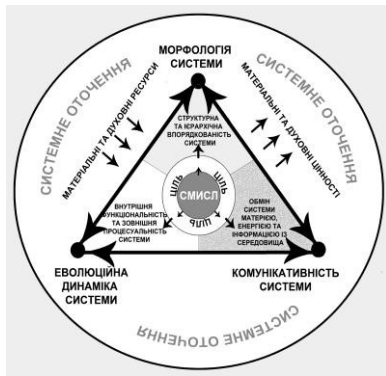 МОРФОЛОГІЯ
СИСТЕМИ
СИСТЕМНЕ ОТОЧЕННЯ
СИСТЕМНЕ ОТОЧЕННЯ
МАТЕРІАЛЬНІ ТА ДУХОВНІ РЕСУРСИ
МАТЕРІАЛЬНІ ТА ДУХОВНІ ЦІННОСТІ
СТРУКТУРНА
ТА ІЄРАРХІЧНА
ВПОРЯДКОВАНІСТЬ
СИСТЕМИ
ЦІЛЬ
ЦІЛЬ
СМИСЛ
ЦІЛЬ
ВНУТРІШНЯ
ФУНКЦІОНАЛЬНІСТЬ
ТА ЗОВНІШНЯ
ПРОЦЕСУАЛЬНІСТЬ
СИСТЕМИ
ОБМІН
СИСТЕМИ
МАТЕРІЄЮ,
ЕНЕРГІЄЮ ТА
ІНФОРМАЦІЄЮ ІЗ
СЕРЕДОВИЩА
ЕВОЛЮЦІЙНА
ДИНАМІКА
СИСТЕМИ
КОМУНІКАТИВНІСТЬ
СИСТЕМИ
СИСТЕМНЕ ОТОЧЕННЯ